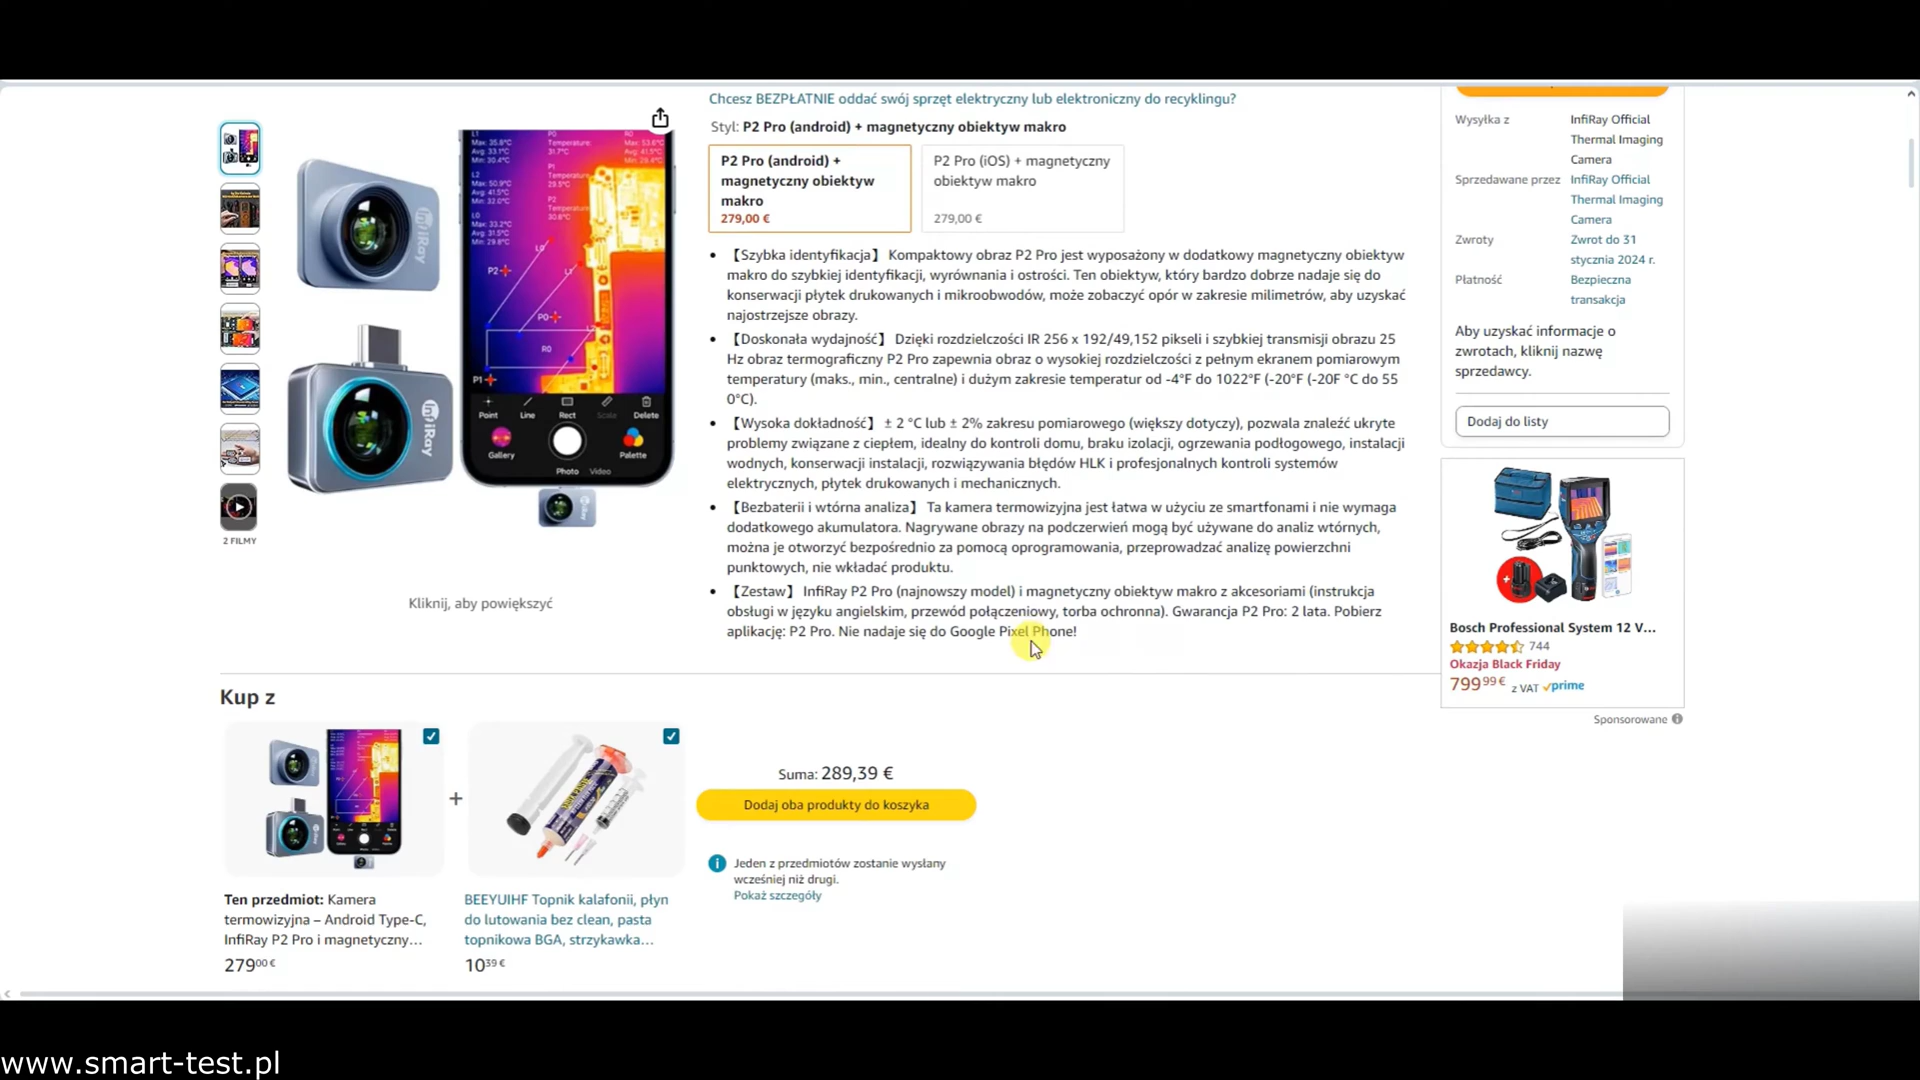 Chcesz BEZPŁATNIE oddać swój sprzęt elektryczny lub elektroniczny do recyklingu?
Styl: P2 Pro (android) + magnetyczny obiektyw makro
P2 Pro (android) +
magnetyczny obiektyw
makro
279,00 €
P2 Pro (iOS) + magnetyczny
obiektyw makro
279,00 €
【Szybka identyfikacja】 Kompaktowy obraz P2 Pro jest wyposażony w dodatkowy magnetyczny obiektyw
makro do szybkiej identyfikacji, wyrównania i ostrości. Ten obiektyw, który bardzo dobrze nadaje się do
konserwacji płytek drukowanych i mikroobwodów, może zobaczyć opór w zakresie milimetrów, aby uzyskać
najostrzejsze obrazy.
【Doskonała wydajność】 Dzięki rozdzielczości IR 256 x 192/49,152 pikseli i szybkiej transmisji obrazu 25
Hz obraz termograficzny P2 Pro zapewnia obraz o wysokiej rozdzielczości z pełnym ekranem pomiarowym
temperatury (maks., min., centralne) i dużym zakresie temperatur od -4°F do 1022°F (-20°F (-20F °C do 55
0°C).
【Wysoka dokładność】 ± 2 °C lub ± 2% zakresu pomiarowego (większy dotyczy), pozwala znaleźć ukryte
problemy związane z ciepłem, idealny do kontroli domu, braku izolacji, ogrzewania podłogowego, instalacji
wodnych, konserwacji instalacji, rozwiązywania błędów HLK i profesjonalnych kontroli systemów
elektrycznych, płytek drukowanych i mechanicznych.
【Bezbaterii i wtórna analiza】 Ta kamera termowizyjna jest łatwa w użyciu ze smartfonami i nie wymaga
dodatkowego akumulatora. Nagrywane obrazy na podczerwień mogą być używane do analiz wtórnych,
można je otworzyć bezpośrednio za pomocą oprogramowania, przeprowadzać analizę powierzchni
punktowych, nie wkładać produktu.
【Zestaw】 InfiRay P2 Pro (najnowszy model) i magnetyczny obiektyw makro z akcesoriami (instrukcja
obsługi w języku angielskim, przewód połączeniowy, torba ochronna). Gwarancja P2 Pro: 2 lata. Pobierz
aplikację: P2 Pro. Nie nadaje się do Google Pixel Phone!
InfiRay
InfiRay
Point Line Rect Scale Delete
Gallery
Palette
Photo Video
2 FILMY
Kliknij, aby powiększyć
Wysyłka z InfiRay Official
Thermal Imaging
Camera
Sprzedawane przez InfiRay Official
Thermal Imaging
Camera
Zwroty Zwrot do 31
stycznia 2024 r.
Płatność Bezpieczna
transakcja
Aby uzyskać informacje o
zwrotach, kliknij nazwę
sprzedawcy.
Dodaj do listy
Bosch Professional System 12 V...
744
Okazja Black Friday
799 99 € z VAT prime
Sponsorowane
Kup z
Suma: 289,39 €
Dodaj oba produkty do koszyka
Jeden z przedmiotów zostanie wysłany
wcześniej niż drugi.
Pokaż szczegóły
Ten przedmiot: Kamera
termowizyjna – Android Type-C,
InfiRay P2 Pro i magnetyczny...
279 00 €
BEEYUIHF Topnik kalafonii, płyn
do lutowania bez clean, pasta
topnikowa BGA, strzykawka...
10 39 €
www.smart-test.pl